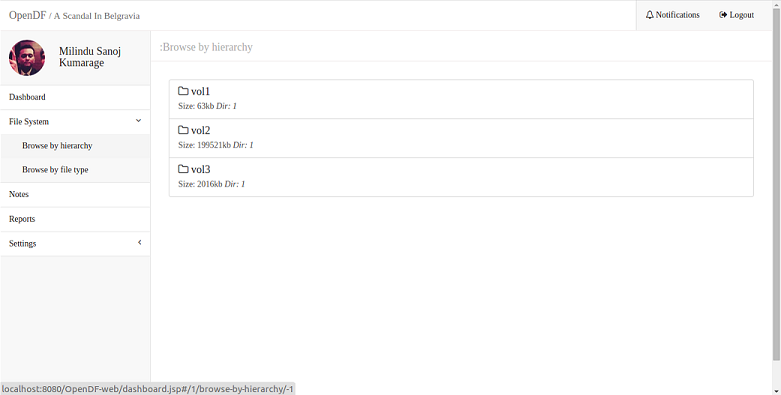 OpenDF / A Scandal In Belgravia
Notifications
Logout
Milindu Sanoj
Kumarage
Dashboard
File System
Browse by hierarchy
Browse by file type
Notes
Reports
Settings
:Browse by hierarchy
vol1
Size: 63kb Dir: 1
vol2
Size: 199521kb Dir: 1
vol3
Size: 2016kb Dir: 1
localhost:8080/OpenDF-web/dashboard.jsp#/1/browse-by-hierarchy/-1